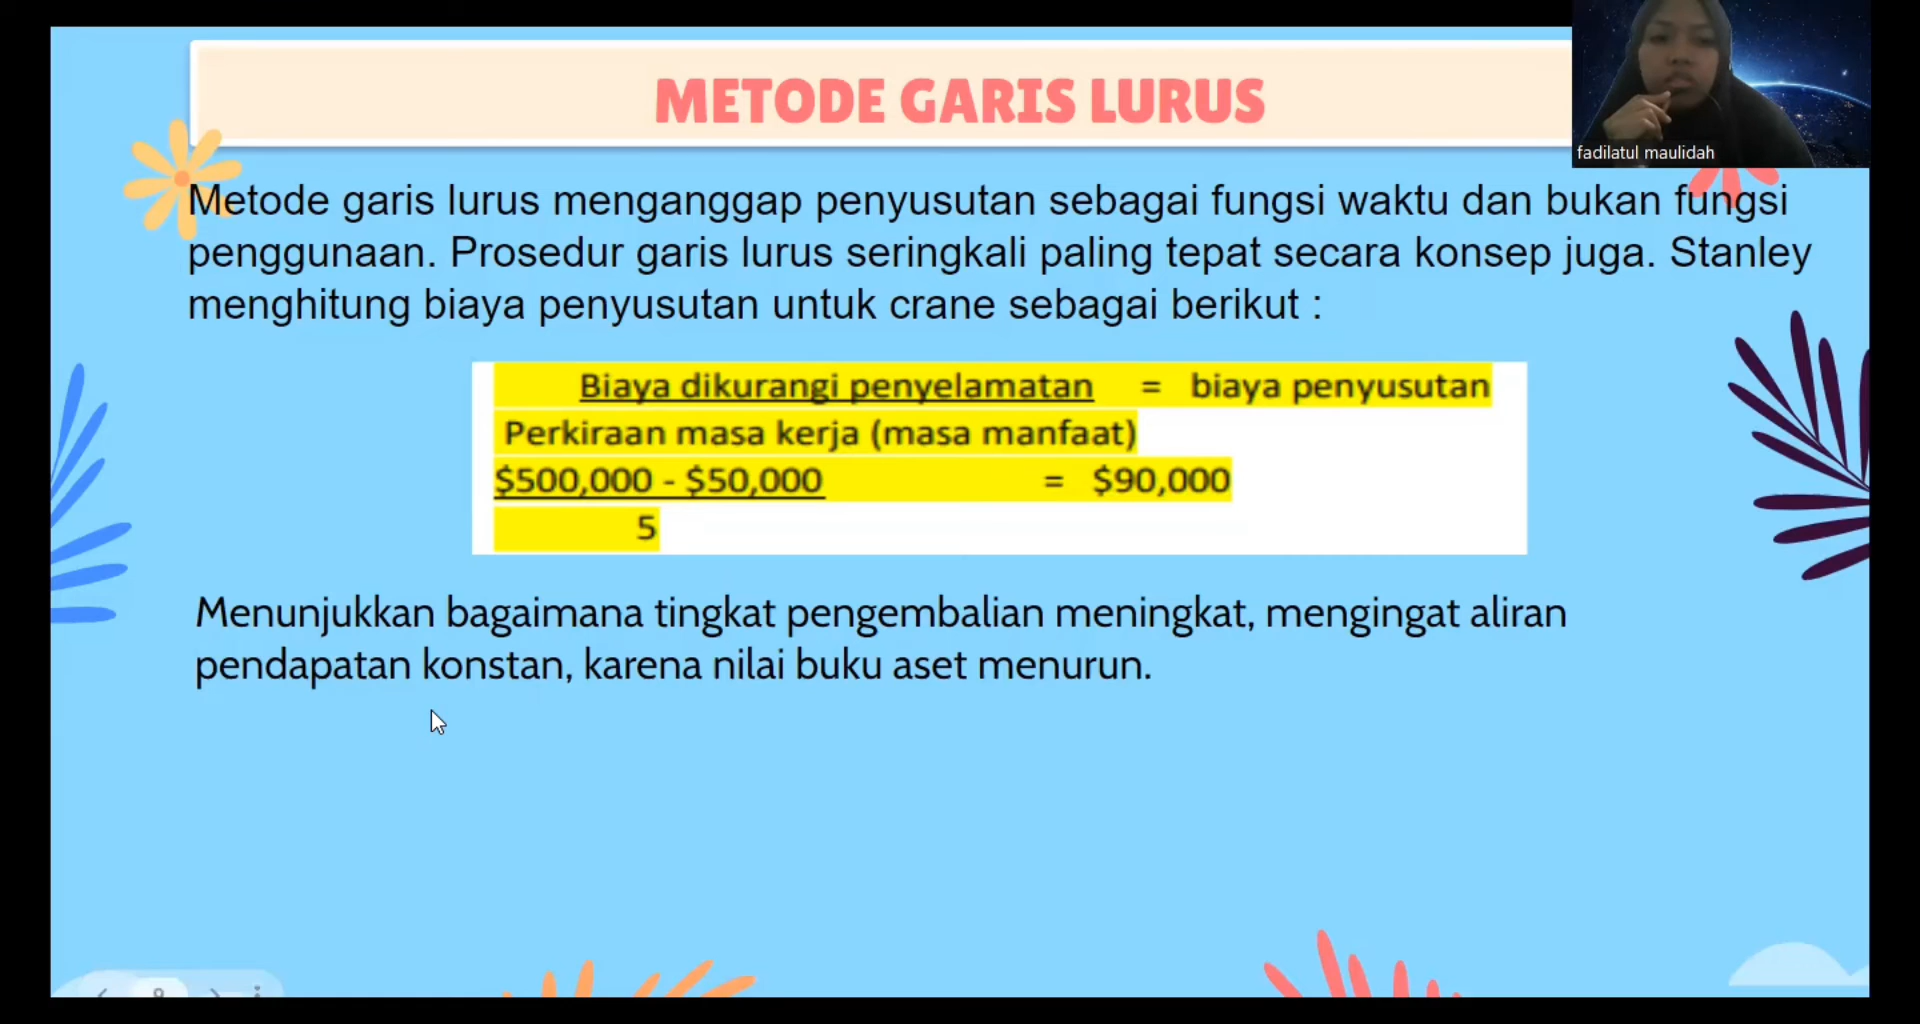 METODE GARIS LURUS
fadilatul maulidah
Metode garis lurus menganggap penyusutan sebagai fungsi waktu dan bukan fungsi
penggunaan. Prosedur garis lurus seringkali paling tepat secara konsep juga. Stanley
menghitung biaya penyusutan untuk crane sebagai berikut :
Biaya dikurangi penyelamatan = biaya penyusutan
Perkiraan masa kerja (masa manfaat)
$500,000 - $50,000 = $90,000
5
Menunjukkan bagaimana tingkat pengembalian meningkat, mengingat aliran
pendapatan konstan, karena nilai buku aset menurun.